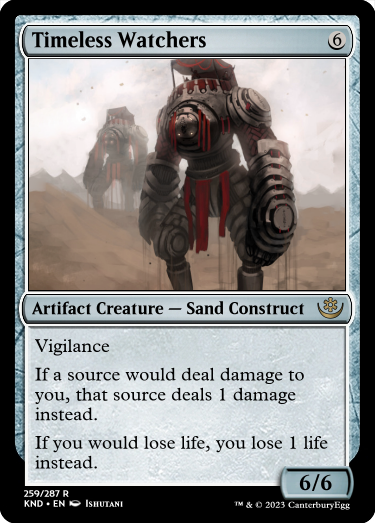 Timeless Watchers 6
Artifact Creature — Sand Construct
Vigilance
If a source would deal damage to
you, that source deals 1 damage
instead.
If you would lose life, you lose 1 life
instead.
6/6
259/287 R
KND • EN Ishutani
™ & © 2023 CanterburyEgg